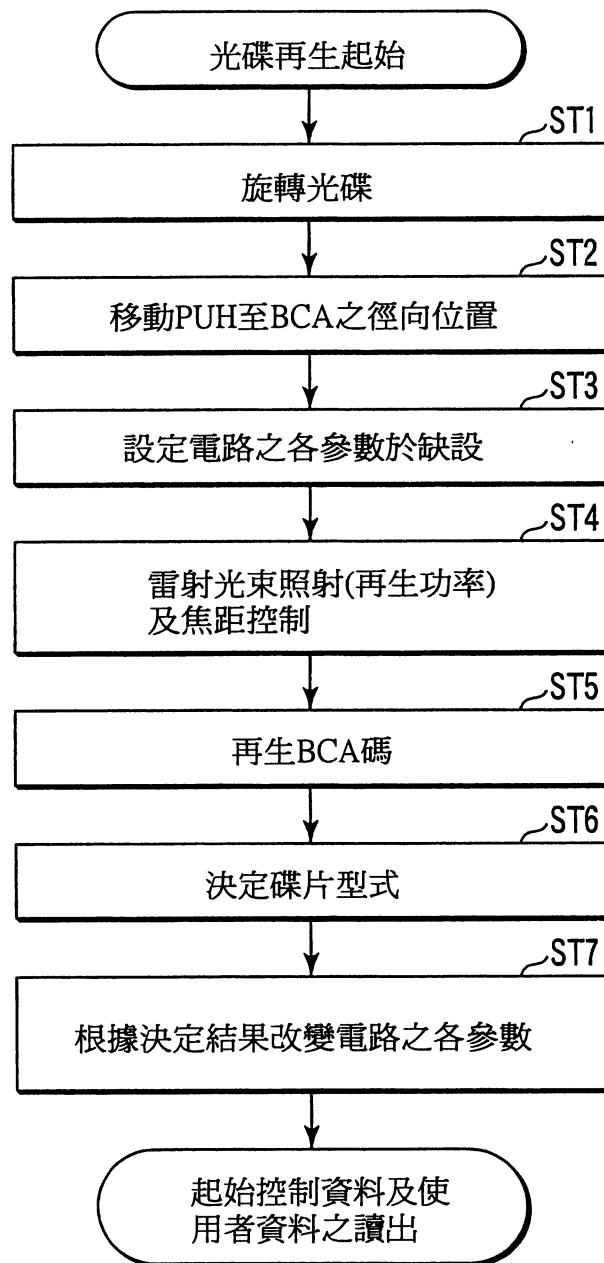 光碟再生起始
ST1
旋轉光碟
ST2
移動PUH至BCA之徑向位置
ST3
設定電路之各參數於缺設
ST4
雷射光束照射(再生功率)
及焦距控制
ST5
再生BCA碼
ST6
決定碟片型式
ST7
根據決定結果改變電路之各參數
起始控制資料及使
用者資料之讀出